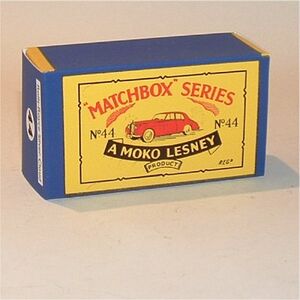 "MATCHBOX" SERIES
No44 No44
A MOKO LESNEY
PRODUCT
REGD